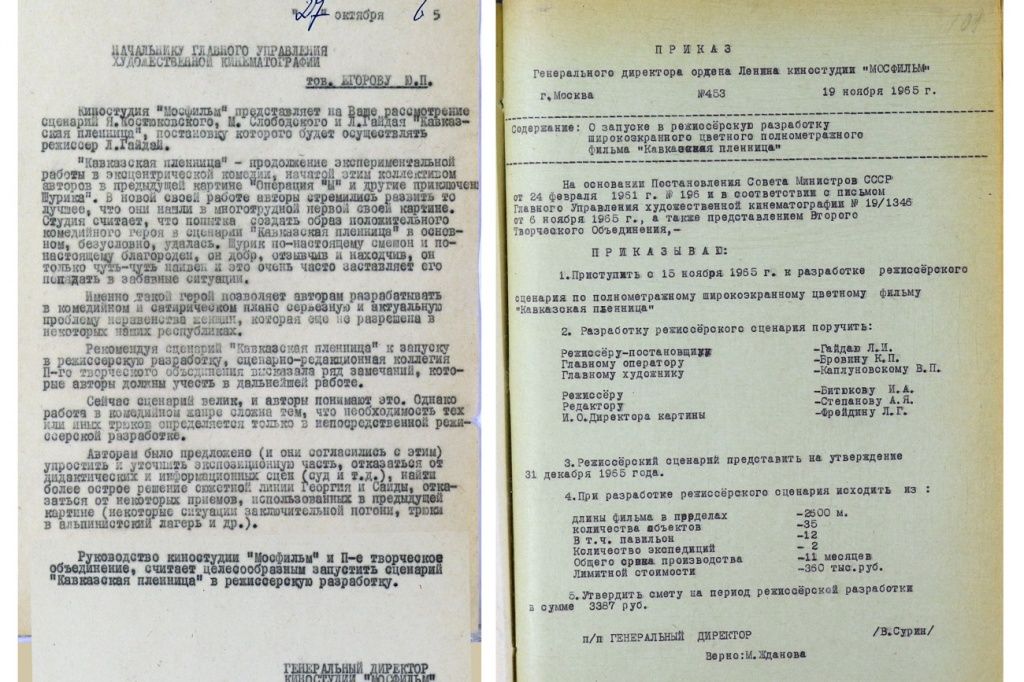 "27" октября 6 5
НАЧАЛЬНИКУ ГЛАВНОГО УПРАВЛЕНИЯ
ХУДОЖЕСТВЕННОЙ КИНЕМАТОГРАФИИ
тов. ЕГОРОВУ Ю.П.
Киностудия "Мосфильм" представляет на Ваше рассмотрение
сценарий Я.Костюковского, М. Слободского и Л.Гайдая "Кавказ-
ская пленница", постановку которого будет осуществлять
режиссер Л.Гайдай.
"Кавказская пленница" - продолжение экспериментальной
работы в эксцентрической комедии, начатой этим коллективом
авторов в предыдущей картине "Операция "Ы" и другие приключен
Шурика". В новой своей работе авторы стремились развить то
лучшее, что они нашли в многотрудной первой своей картине.
Студия считает, что попытка создать образ положительного
комедийного героя в сценарии "Кавказская пленница" в основ-
ном, безусловно, удалась. Шурик по-настоящему смешон и по-
настоящему благороден, он добр, отзывчив и находчив, он
только чуть-чуть наивен и это очень часто заставляет его
попадать в забавные ситуации.
Именно такой герой позволяет авторам разрабатывать
в комедийном и сатирическом плане серьезную и актуальную
проблему неравенства женщин, которая еще не разрешена в
некоторых наших республиках.
Рекомендуя сценарий "Кавказская пленница" к запуску
в режиссерскую разработку, сценарно-редакционная коллегия
П-го творческого объединения высказала ряд замечаний, кото-
рые авторы должны учесть в дальнейшей работе.
Сейчас сценарий велик, и авторы понимают это. Однако
работа в комедийном жанре сложна тем, что необходимость тех
или иных трюков определяется только в непосредственной режи-
ссерской разработке.
Авторам было предложено (и они согласились с этим)
упростить и уточнить экспозиционную часть, отказаться от
дидактических и информационных сцен (суд и т.д.), найти
более острое решение сюжетной линии Георгия и Саиды, отка-
заться от некоторых приемов, использованных в предыдущей
картине (некоторые ситуации заключительной погони, трюки
в альпинистский лагерь и др.).
Руководство киностудии "Мосфильм" и П-е творческое
объединение, считает целесообразным запустить сценарий
"Кавказская пленница" в режиссерскую разработку.
ГЕНЕРАЛЬНЫЙ ДИРЕКТОР
КИНОСТУДИИ "МОСФИЛЬМ"
ПРИКАЗ
Генерального директора ордена Ленина киностудии "МОСФИЛЬМ"
г.Москва №453 19 ноября 1965 г.
Содержание: О запуске в режиссёрскую разработку
широкоэкранного цветного полнометражного
фильма "Кавказская пленница"
На основании Постановления Совета Министров СССР
от 24 февраля 1961 г. № 196 и в соответствии с письмом
Главного Управления художественной кинематографии № 19/1346
от 6 ноября 1965 г., а также представлением Второго
Творческого Объединения,-
ПРИКАЗЫВАЮ:
1.Приступить с 15 ноября 1965 г. к разработке режиссёрского
сценария по полнометражному широкоэкранному цветному фильму
"Кавказская пленница"
2. Разработку режиссёрского сценария поручить:
Режиссёру-постановщику -Гайдаю Л.И.
Главному оператору -Бровину К.П.
Главному художнику -Каплуновскому В.П.
Режиссёру -Битюкову И.А.
Редактору -Степанову А.Я.
И.О.Директора картины -Фрейдину Л.Г.
3.Режиссёрский сценарий представить на утверждение
31 декабря 1965 года.
4.При разработке режиссёрского сценария исходить из :
длины фильма в пределах -2600 м.
количества объектов -35
В т.ч. павильон -12
Количество экспедиций - 2
Общего срока производства -11 месяцев
Лимитной стоимости -360 тыс.руб.
5.Утвердить смету на период режиссёрской разработки
в сумме 3387 руб.
п/п ГЕНЕРАЛЬНЫЙ ДИРЕКТОР /В.Сурин/
Верно:М.Жданова